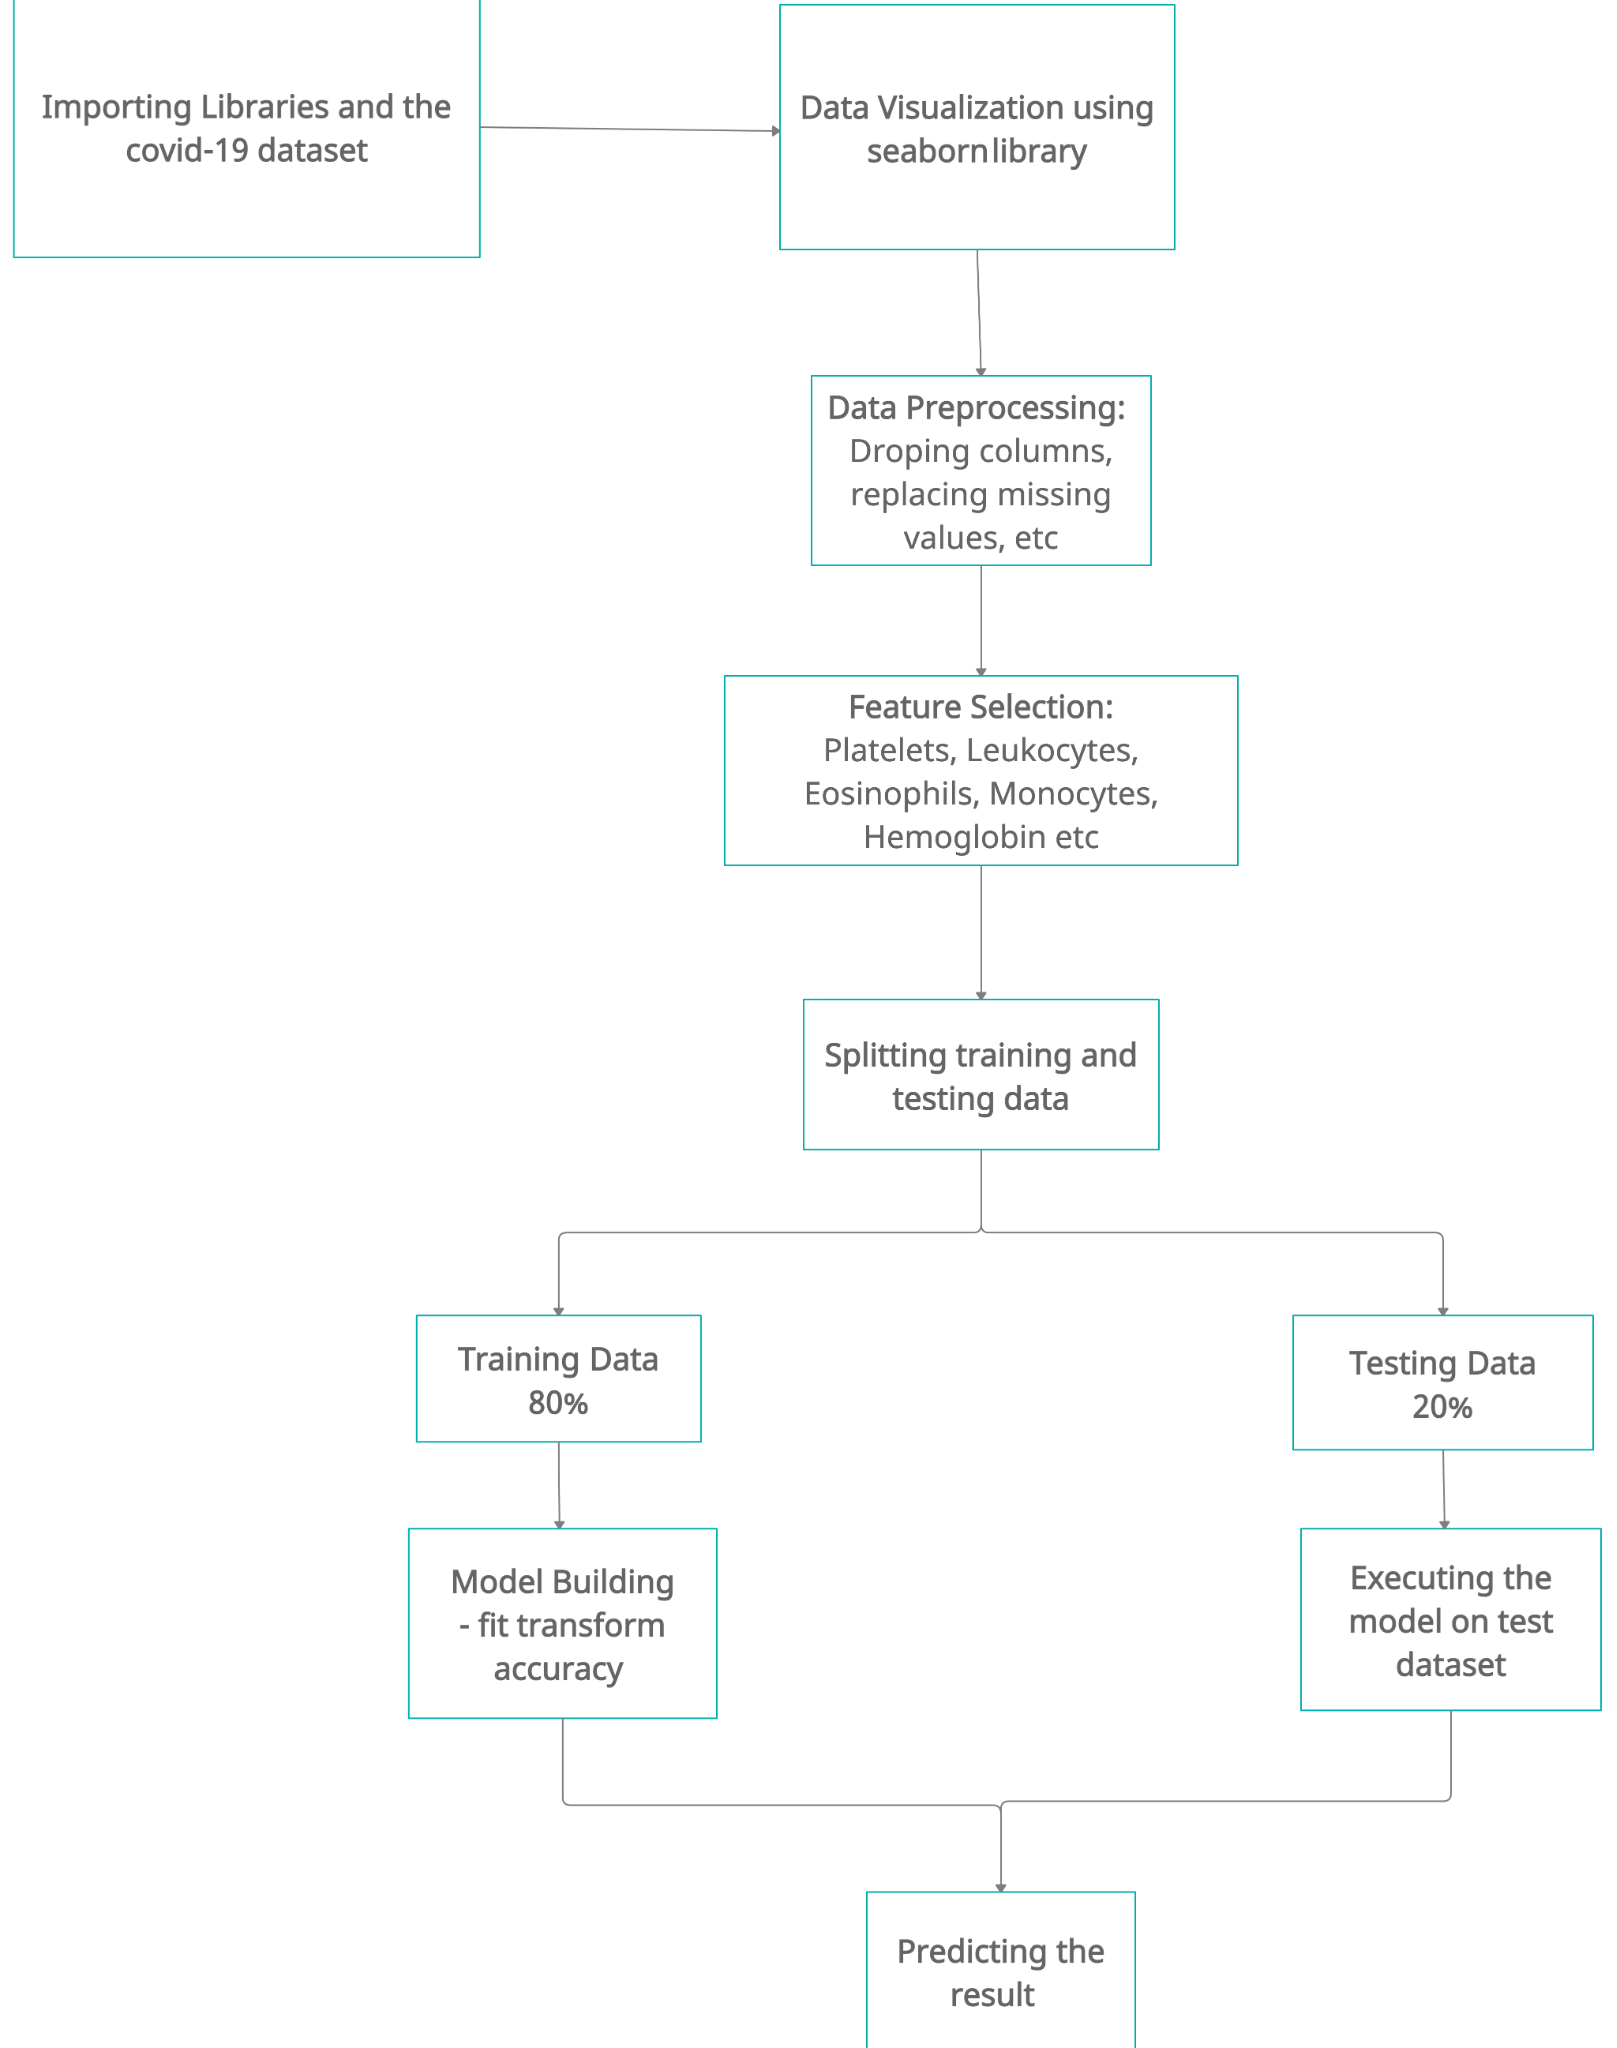 Importing Libraries and the
covid-19 dataset
Data Visualization using
seaborn library
Data Preprocessing:
Droping columns,
replacing missing
values, etc
Feature Selection:
Platelets, Leukocytes,
Eosinophils, Monocytes,
Hemoglobin etc
Splitting training and
testing data
Training Data
80%
Testing Data
20%
Model Building
- fit transform
accuracy
Executing the
model on test
dataset
Predicting the
result